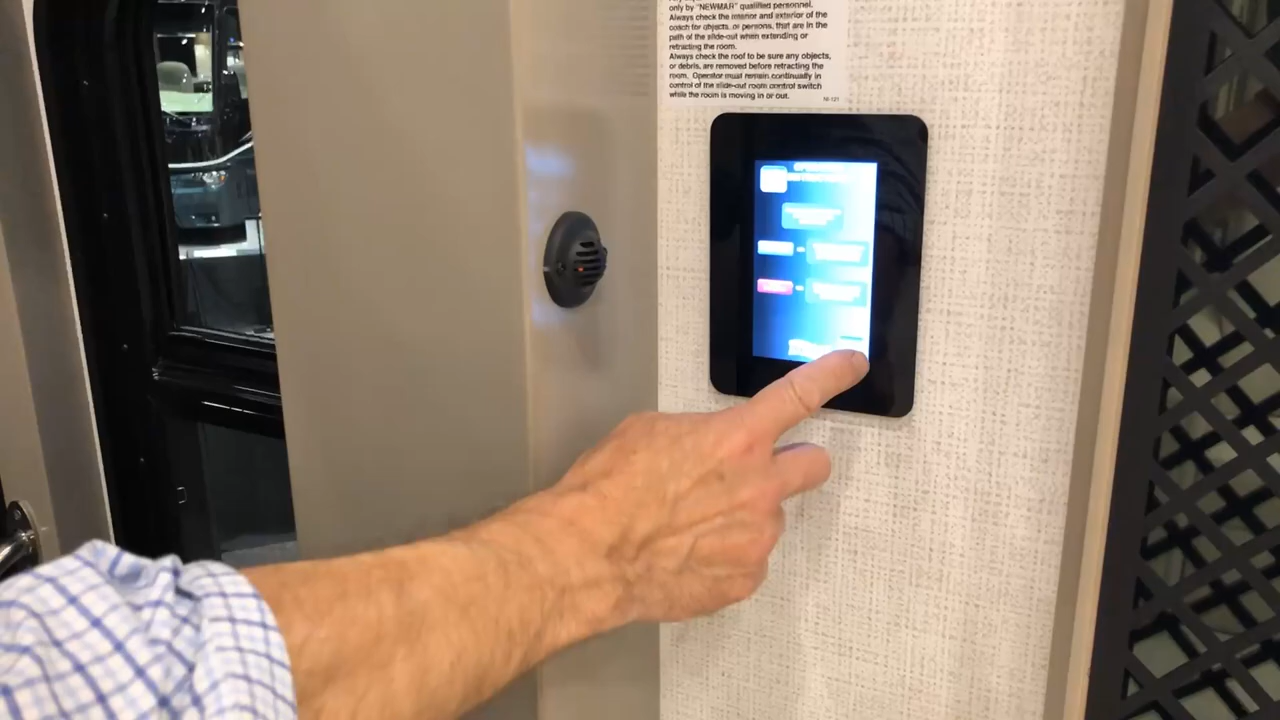 only by "NEWMAR" qualified personnel.
Always check the interior and exterior of the
coach for objects, or persons, that are in the
path of the slide-out when extending or
retracting the room.
Always check the roof to be sure any objects,
or debris, are removed before retracting the
room. Operator must remain continually in
control of the slide-out room control switch
while the room is moving in or out.
NI-121